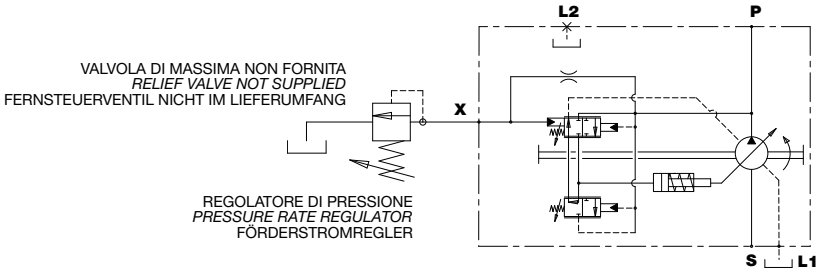 L2
P
VALVOLA DI MASSIMA NON FORNITA
RELIEF VALVE NOT SUPPLIED
FERNSTEUERVENTIL NICHT IM LIEFERUMFANG
X
REGOLATORE DI PRESSIONE
PRESSURE RATE REGULATOR
FÖRDERSTROMREGLER
S
L1